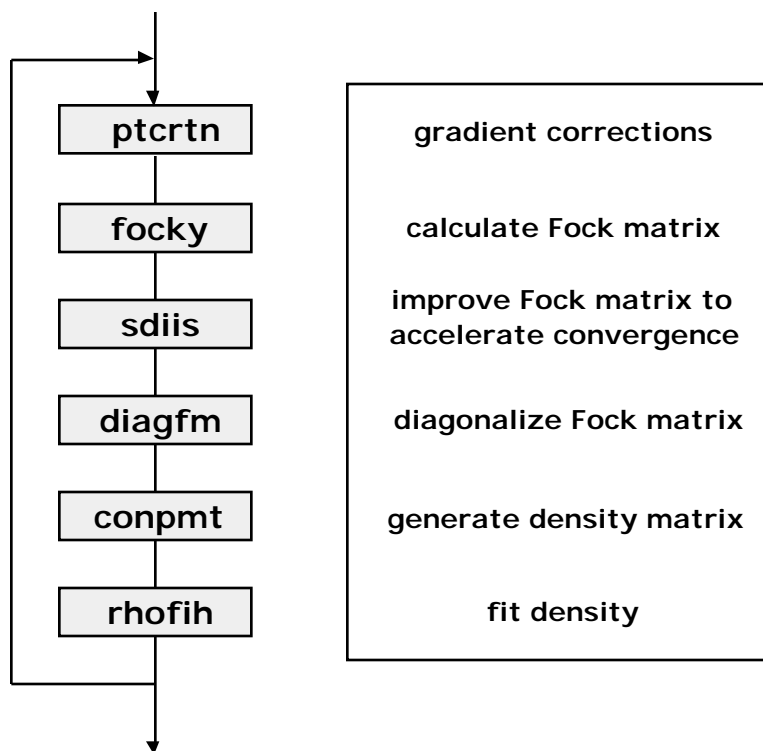 ptcrtn
gradient corrections
focky
calculate Fock matrix
sdiis
improve Fock matrix to
accelerate convergence
diagfm
diagonalize Fock matrix
conpmt
generate density matrix
rhofih
fit density